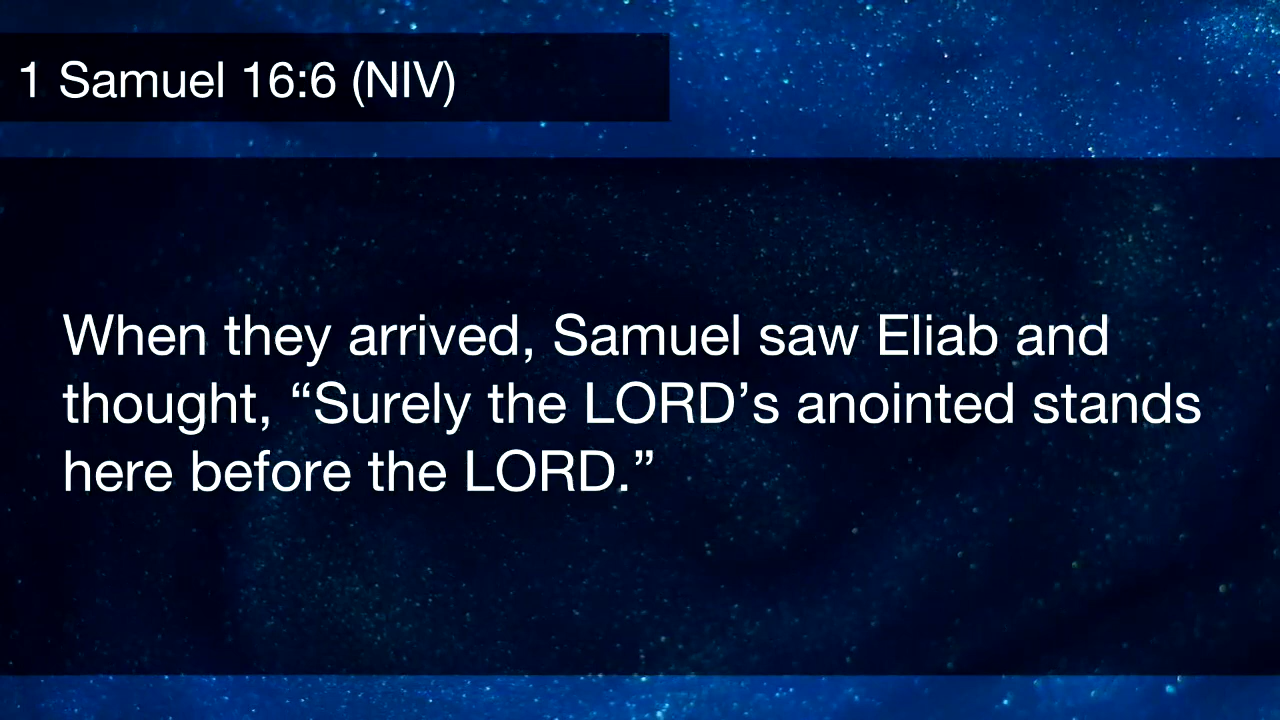 1 Samuel 16:6 (NIV)
When they arrived, Samuel saw Eliab and
thought, “Surely the LORD’s anointed stands
here before the LORD.”